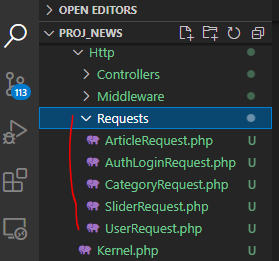 OPEN EDITORS
PROJ_NEWS
Http
Controllers
113
Middleware
Requests
ArticleRequest.php U
AuthLoginRequest.php U
CategoryRequest.php U
SliderRequest.php U
UserRequest.php U
Kernel.php U